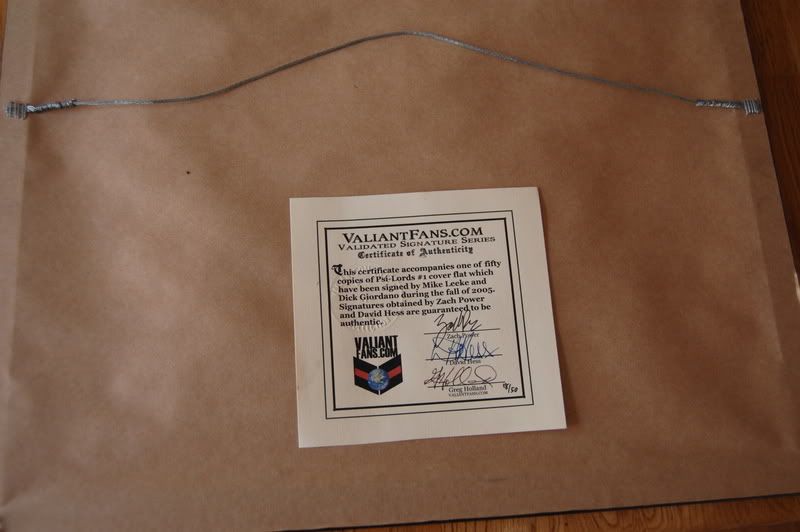 VALIANTFANS.COM
VALIDATED SIGNATURE SERIES
Certificate of Authenticity
This certificate accompanies one of fifty
copies of Psi-Lords #1 cover flat which
have been signed by Mike Leeke and
Dick Giordano during the fall of 2005.
Signatures obtained by Zach Power
and David Hess are guaranteed to be
authentic.
Zach Power
VALIANT
FANS.COM
David Hess
Greg Holland
VALIANTFANS.COM